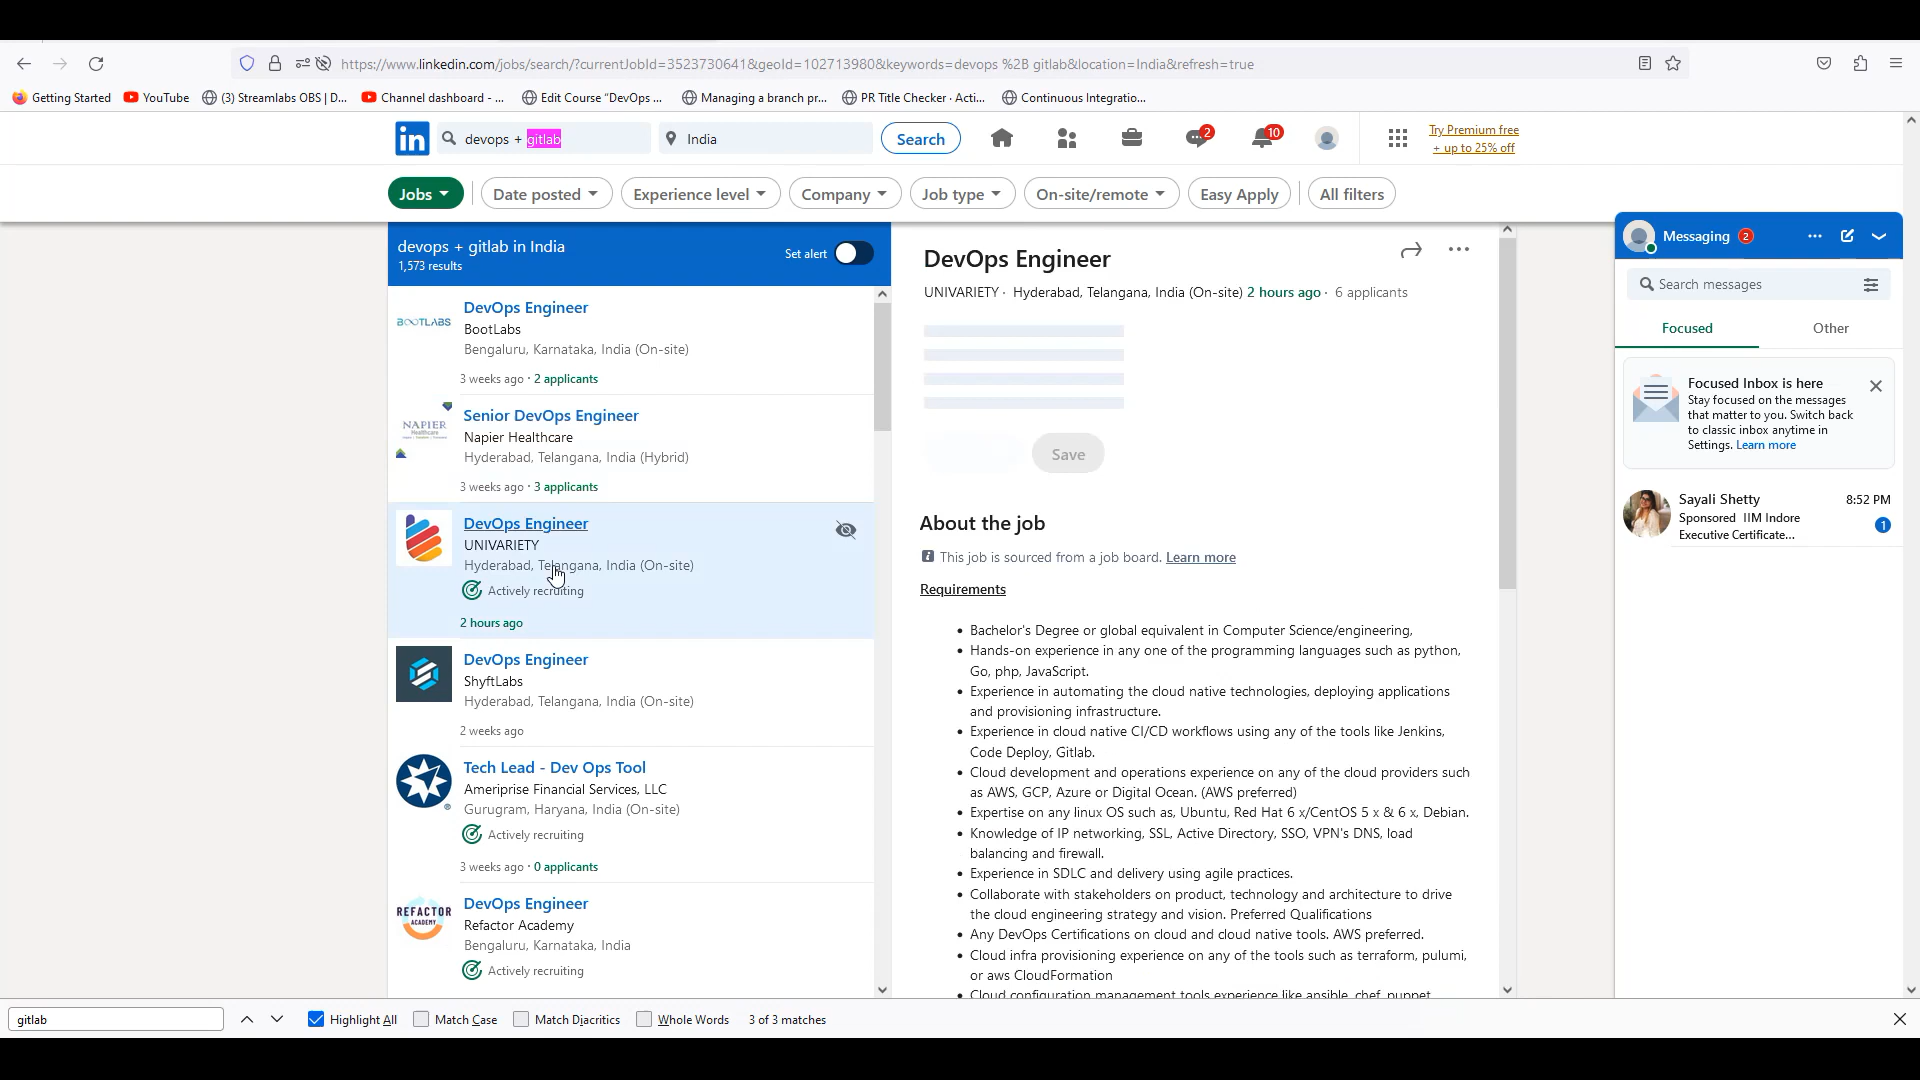 https://www.linkedin.com/jobs/search/?currentJobId=3523730641&geoId=102713980&keywords=devops %2B gitlab&location=India&refresh=true
Getting Started
YouTube
(3) Streamlabs OBS | D...
Channel dashboard - ...
Edit Course "DevOps ...
Managing a branch pr...
PR Title Checker · Acti...
Continuous Integratio...
in
devops + gitlab
India
Search
2
10
Try Premium free
+ up to 25% off
Jobs
Date posted
Experience level
Company
Job type
On-site/remote
Easy Apply
All filters
devops + gitlab in India
1,573 results
Set alert
BOOTLABS
DevOps Engineer
BootLabs
Bengaluru, Karnataka, India (On-site)
3 weeks ago · 2 applicants
NAPIER
Healthcare
Senior DevOps Engineer
Napier Healthcare
Hyderabad, Telangana, India (Hybrid)
3 weeks ago · 3 applicants
DevOps Engineer
UNIVARIETY
Hyderabad, Telangana, India (On-site)
Actively recruiting
2 hours ago
DevOps Engineer
ShyftLabs
Hyderabad, Telangana, India (On-site)
2 weeks ago
Tech Lead - Dev Ops Tool
Ameriprise Financial Services, LLC
Gurugram, Haryana, India (On-site)
Actively recruiting
3 weeks ago · 0 applicants
REFACTOR
ACADEMY
DevOps Engineer
Refactor Academy
Bengaluru, Karnataka, India
Actively recruiting
DevOps Engineer
UNIVARIETY · Hyderabad, Telangana, India (On-site) 2 hours ago · 6 applicants
Save
About the job
This job is sourced from a job board. Learn more
Requirements
• Bachelor's Degree or global equivalent in Computer Science/engineering,
• Hands-on experience in any one of the programming languages such as python,
Go, php, JavaScript.
• Experience in automating the cloud native technologies, deploying applications
and provisioning infrastructure.
• Experience in cloud native CI/CD workflows using any of the tools like Jenkins,
Code Deploy, Gitlab.
• Cloud development and operations experience on any of the cloud providers such
as AWS, GCP, Azure or Digital Ocean. (AWS preferred)
• Expertise on any linux OS such as, Ubuntu, Red Hat 6 x/CentOS 5 x & 6 x, Debian.
• Knowledge of IP networking, SSL, Active Directory, SSO, VPN's DNS, load
balancing and firewall.
• Experience in SDLC and delivery using agile practices.
• Collaborate with stakeholders on product, technology and architecture to drive
the cloud engineering strategy and vision. Preferred Qualifications
• Any DevOps Certifications on cloud and cloud native tools. AWS preferred.
• Cloud infra provisioning experience on any of the tools such as terraform, pulumi,
or aws CloudFormation
• Cloud configuration management tools experience like ansible, chef, puppet
Messaging 2
Search messages
Focused
Other
Focused Inbox is here
Stay focused on the messages
that matter to you. Switch back
to classic inbox anytime in
Settings. Learn more
Sayali Shetty
8:52 PM
Sponsored IIM Indore
Executive Certificate...
1
gitlab
Highlight All
Match Case
Match Diacritics
Whole Words
3 of 3 matches